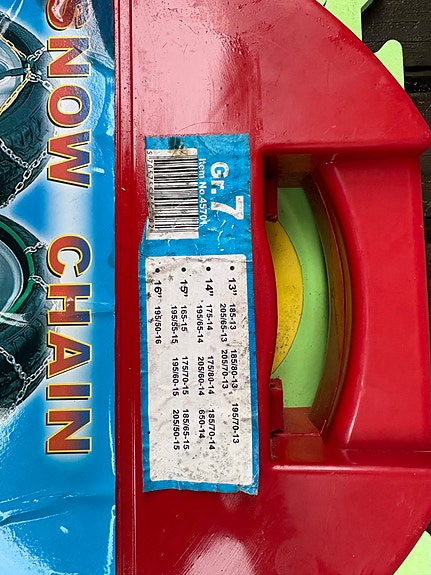 SNOW CHAIN
Gr. 7
Item No. 45701
• 13" 185-13 185/80-13 195/70-13
205/65-13 205/70-13
• 14" 175-14 175/80-14 185/70-14
195/65-14 205/60-14 650-14
• 15" 165-15 175/70-15 185/65-15
195/55-15 195/60-15 205/50-15
• 16" 195/50-16